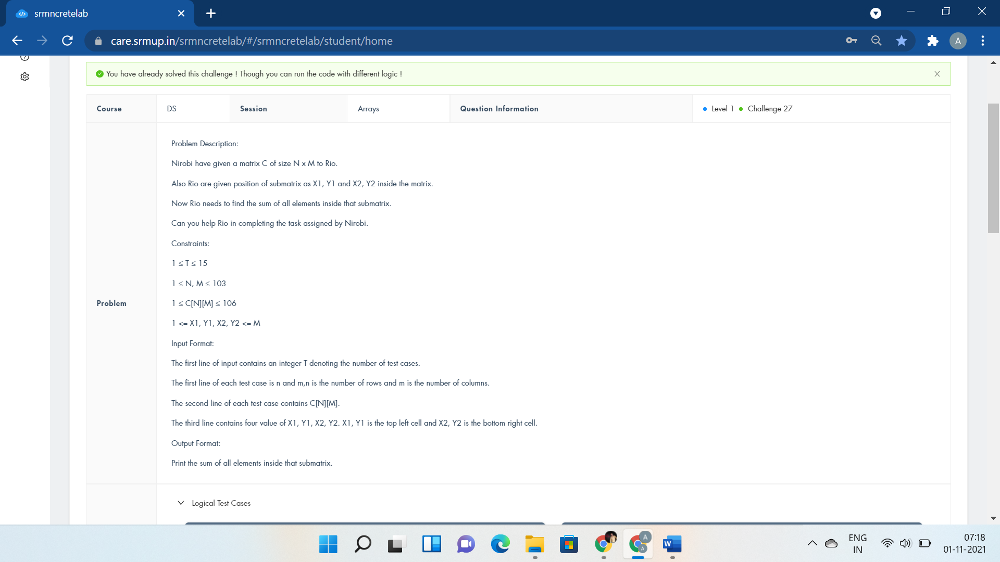 srmncretelab
care.srmup.in/srmncretelab/#/srmncretelab/student/home
A
You have already solved this challenge ! Though you can run the code with different logic !
Course DS Session Arrays Question Information Level 1 Challenge 27
Problem Description:
Nirobi have given a matrix C of size N x M to Rio.
Also Rio are given position of submatrix as X1, Y1 and X2, Y2 inside the matrix.
Now Rio needs to find the sum of all elements inside that submatrix.
Can you help Rio in completing the task assigned by Nirobi.
Constraints:
1 ≤ T ≤ 15
1 ≤ N, M ≤ 103
Problem
1 ≤ C[N][M] ≤ 106
1 <= X1, Y1, X2, Y2 <= M
Input Format:
The first line of input contains an integer T denoting the number of test cases.
The first line of each test case is n and m,n is the number of rows and m is the number of columns.
The second line of each test case contains C[N][M].
The third line contains four value of X1, Y1, X2, Y2. X1, Y1 is the top left cell and X2, Y2 is the bottom right cell.
Output Format:
Print the sum of all elements inside that submatrix.
Logical Test Cases
A
A
W
ENG
IN
07:18
01-11-2021